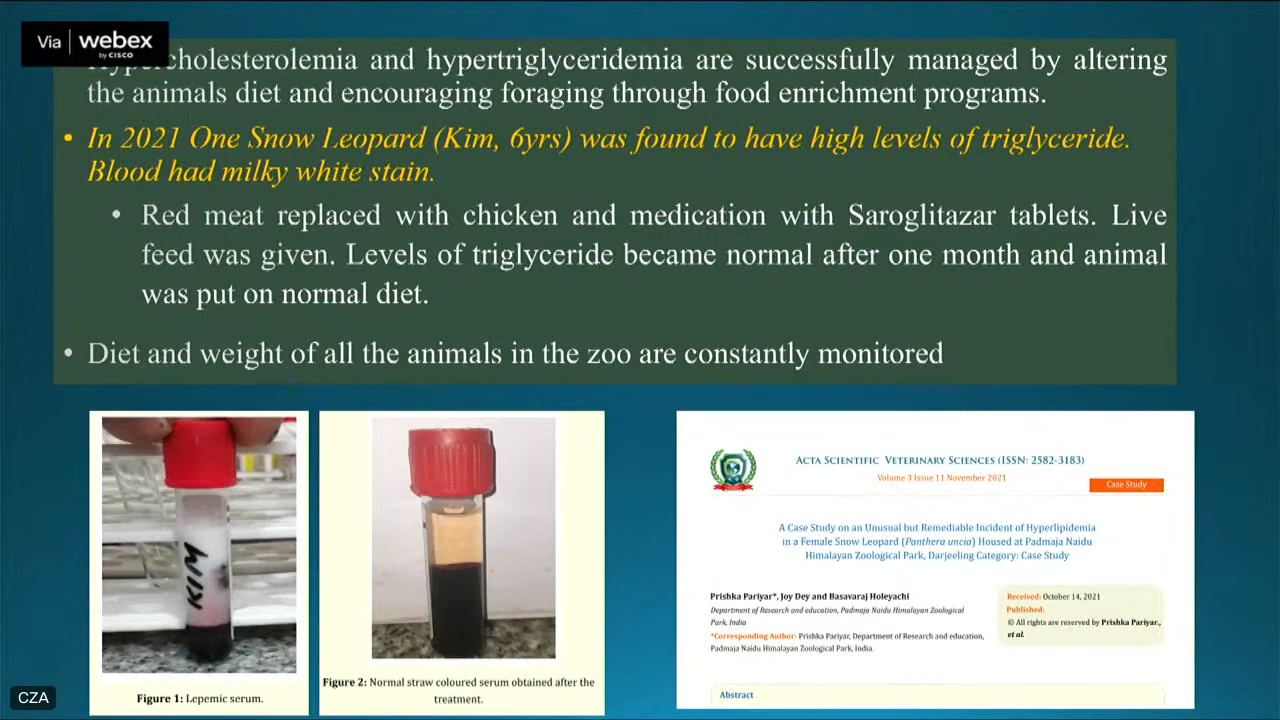 Via webex
by CISCO
Hypercholesterolemia and hypertriglyceridemia are successfully managed by altering
the animals diet and encouraging foraging through food enrichment programs.
• In 2021 One Snow Leopard (Kim, 6yrs) was found to have high levels of triglyceride.
Blood had milky white stain.
• Red meat replaced with chicken and medication with Saroglitazar tablets. Live
feed was given. Levels of triglyceride became normal after one month and animal
was put on normal diet.
• Diet and weight of all the animals in the zoo are constantly monitored
KIM
Figure 1: Lepemic serum.
Figure 2: Normal straw coloured serum obtained after the
treatment.
ACTA SCIENTIFIC VETERINARY SCIENCES (ISSN: 2582-3183)
Volume 3 Issue 11 November 2021
Case Study
A Case Study on an Unusual but Remediable Incident of Hyperlipidemia
in a Female Snow Leopard (Panthera uncia) Housed at Padmaja Naidu
Himalayan Zoological Park, Darjeeling Category: Case Study
Prishka Pariyar*, Joy Dey and Basavaraj Holeyachi
Department of Research and education, Padmaja Naidu Himalayan Zoological
Park, India
*Corresponding Author: Prishka Pariyar, Department of Research and education,
Padmaja Naidu Himalayan Zoological Park, India.
Received: October 14, 2021
Published:
© All rights are reserved by Prishka Pariyar.,
et al.
Abstract
CZA